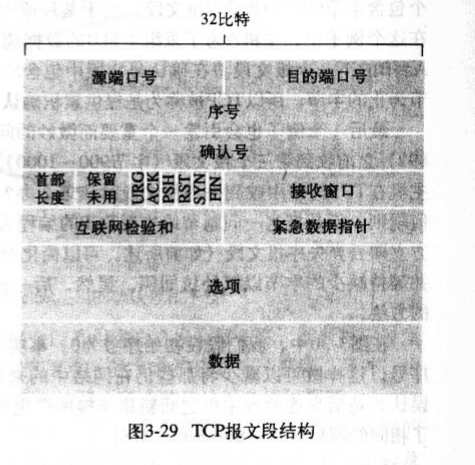 32比特
源端口号 目的端口号
序号
确认号
首部长度 保留未用 URG ACK PSH RST SYN FIN 接收窗口
互联网检验和 紧急数据指针
选项
数据
图3-29 TCP报文段结构